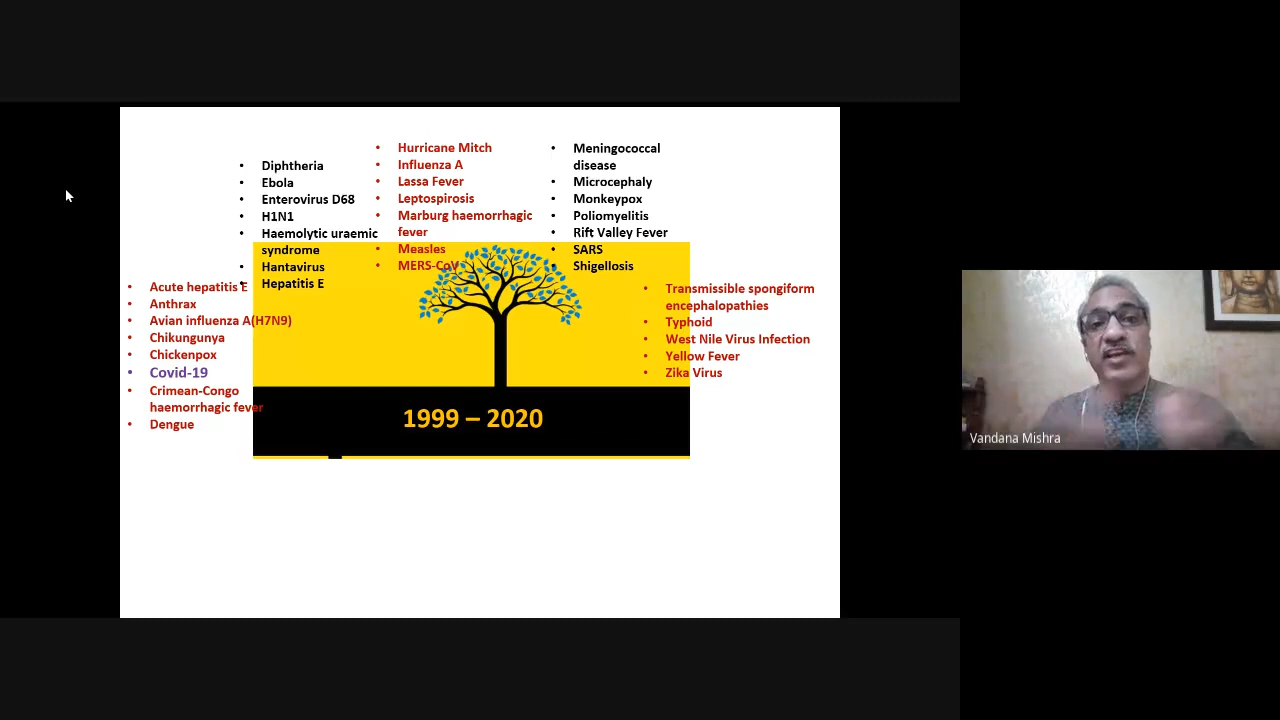 Acute hepatitis E
Anthrax
Avian influenza A(H7N9)
Chikungunya
Chickenpox
Covid-19
Crimean-Congo
haemorrhagic fever
Dengue
Diphtheria
Ebola
Enterovirus D68
H1N1
Haemolytic uraemic
syndrome
Hantavirus
Hepatitis E
Hurricane Mitch
Influenza A
Lassa Fever
Leptospirosis
Marburg haemorrhagic
fever
Measles
MERS-CoV
Meningococcal
disease
Microcephaly
Monkeypox
Poliomyelitis
Rift Valley Fever
SARS
Shigellosis
Transmissible spongiform
encephalopathies
Typhoid
West Nile Virus Infection
Yellow Fever
Zika Virus
1999 – 2020
Vandana Mishra